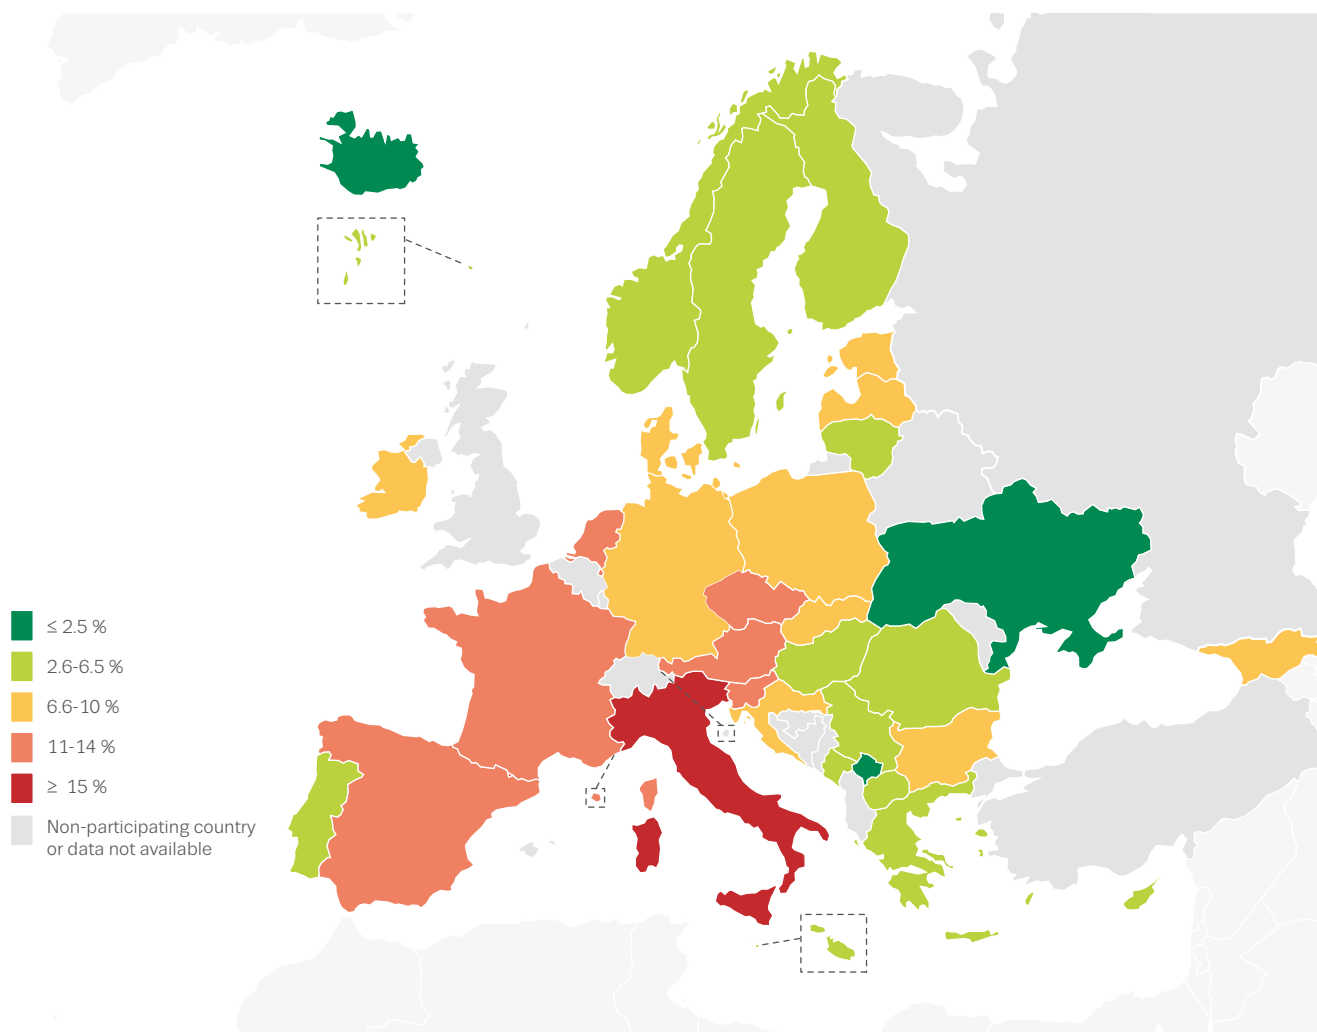 ≤ 2.5 %
2.6-6.5 %
6.6-10 %
11-14 %
≥ 15 %
Non-participating country
or data not available